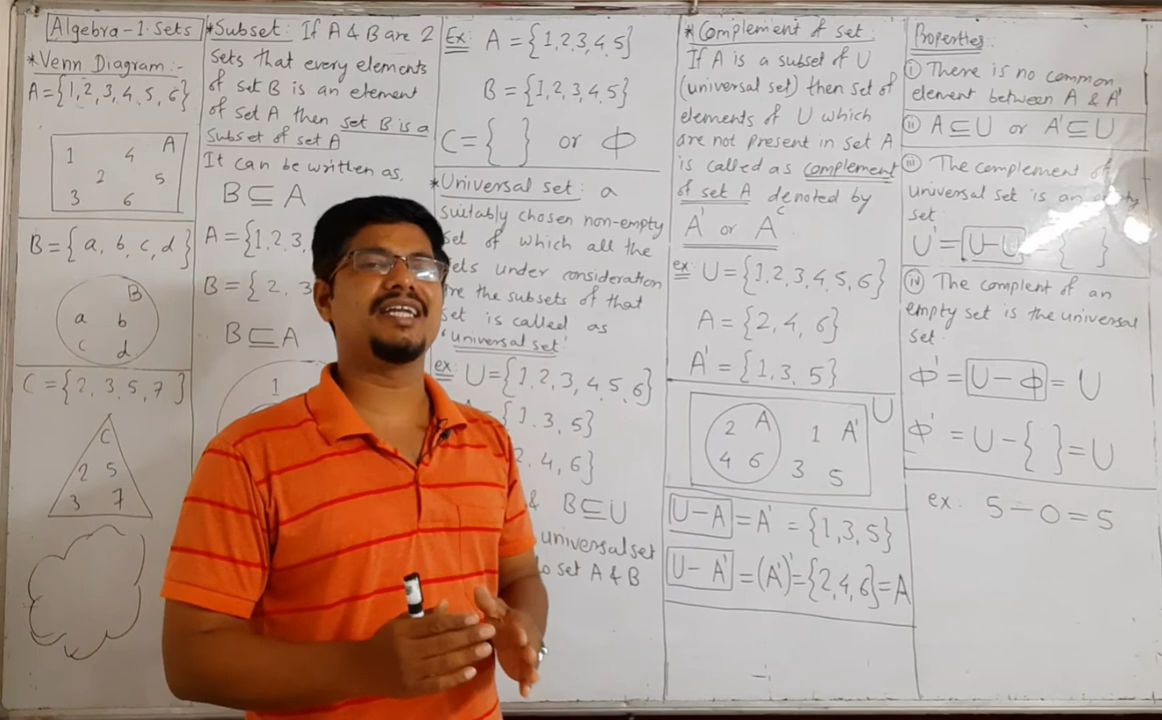 Algebra-1. Sets
*Venn Diagram:-
A={1,2,3,4,5,6}
1 4 A
2 5
3 6
B={a, b, c, d}
B
a b
c d
C={2,3,5,7}
C
2 5
3 7
*Subset: If A & B are 2
sets that every elements
of set B is an element
of set A then set B is a
subset of set A
It can be written as,
B⊆A
A={1,2,3,
B={2, 3
B⊆A
1
Ex: A={1,2,3,4,5}
B={1,2,3,4,5}
C={ } or ϕ
*Universal set: a
suitably chosen non-empty
set of which all the
sets under consideration
are the subsets of that
set is called as
'universal set'
ex: U={1,2,3,4,5,6}
{1,3,5}
2,4,6}
& B⊆U
universal set
to set A & B
*Complement of set:
If A is a subset of U
(universal set) then set of
elements of U which
are not present in set A
is called as complement
of set A denoted by
A' or Aᶜ
ex U={1,2,3,4,5,6}
A={2,4,6}
A'={1,3,5}
U
2 A 1 A'
4 6 3 5
U-A =A' ={1,3,5}
U-A' =(A')'={2,4,6}=A
Properties:
(i) There is no common
element between A & A'
(ii) A⊆U or A'⊆U
(iii) The complement of
universal set is an empty
set
U'= U-U { }
(iv) The complent of an
empty set is the universal
set.
ϕ'= U-ϕ = U
ϕ'=U-{ }=U
ex: 5-0=5